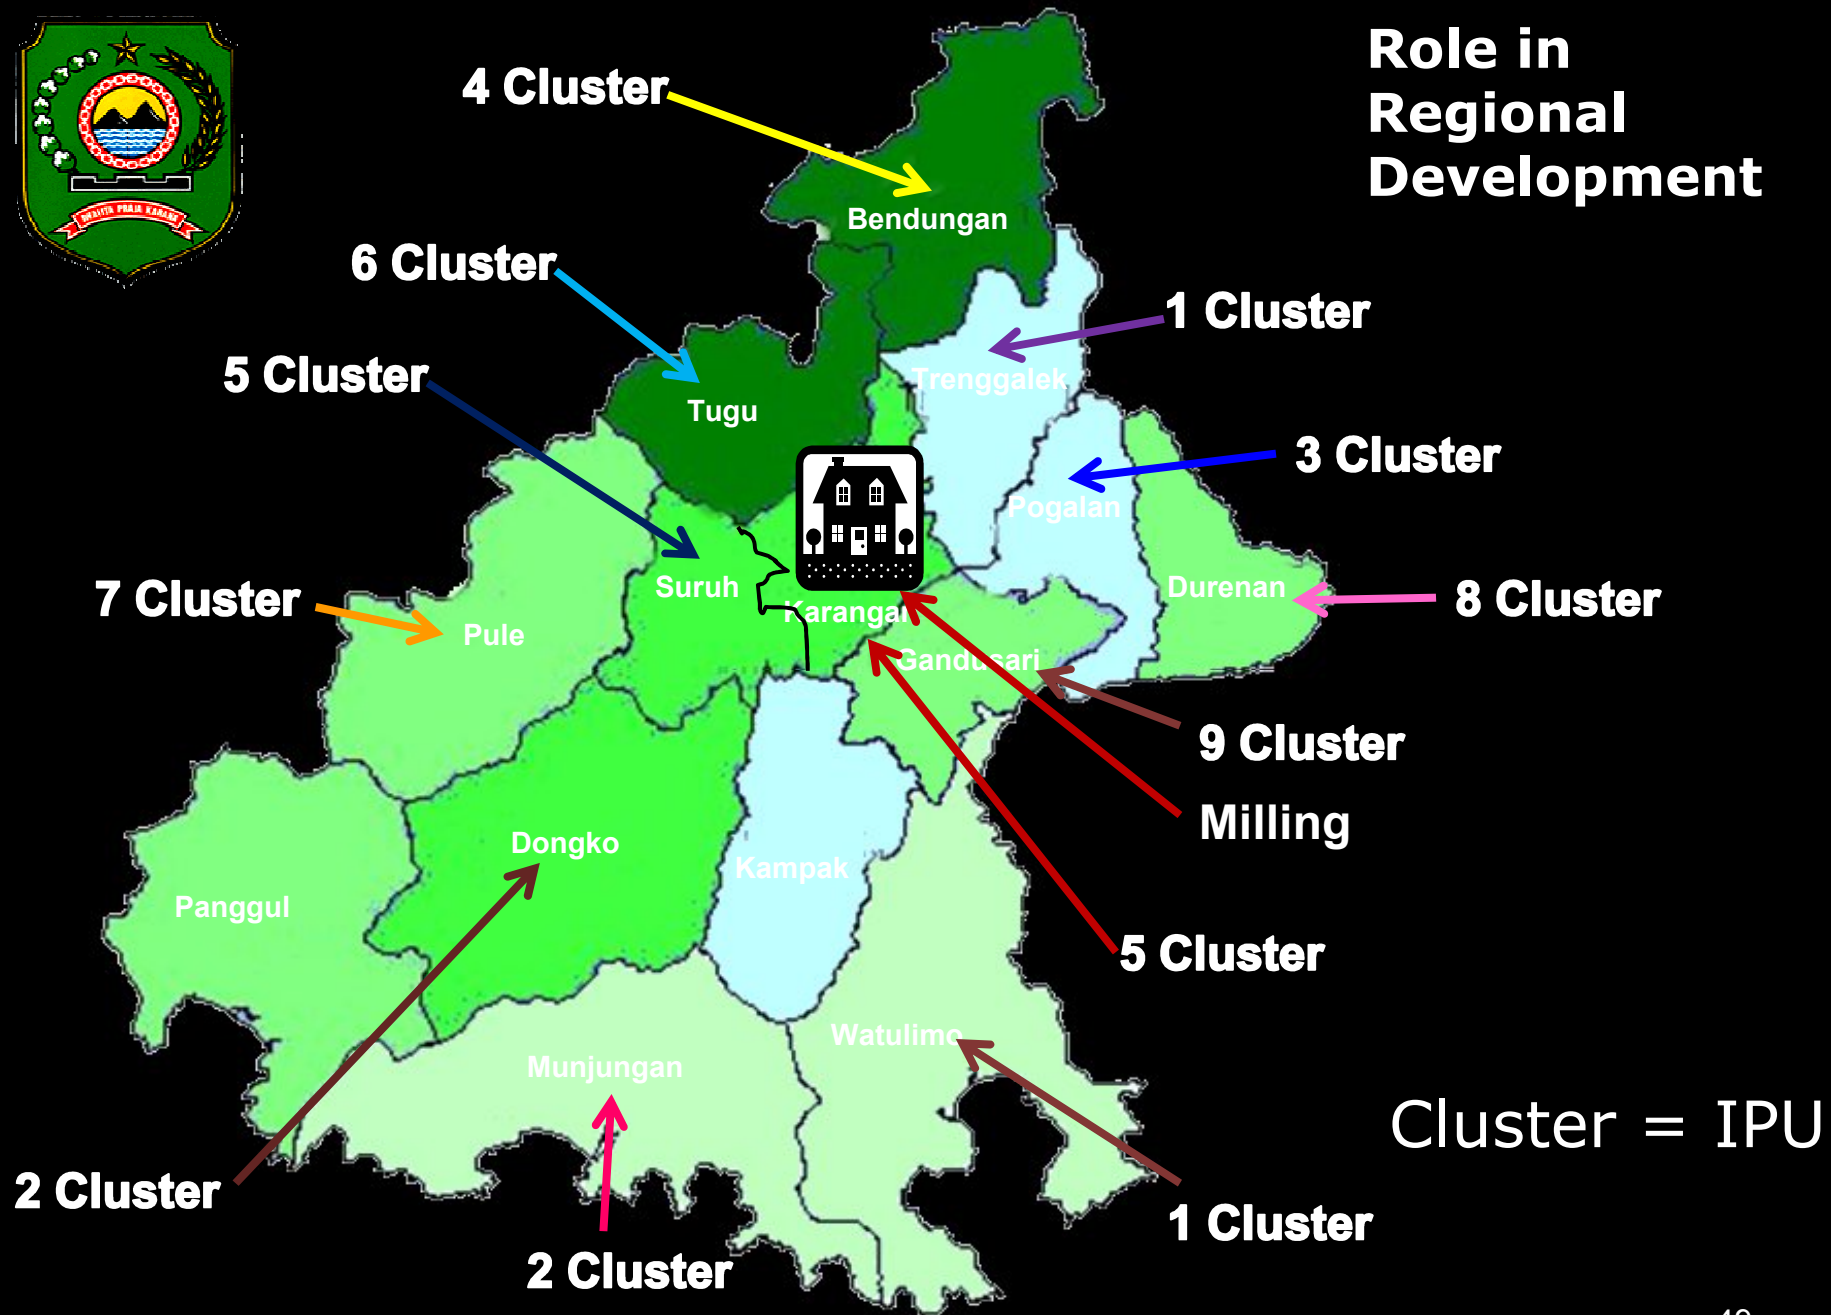 Role in
Regional
Development
4 Cluster
PRAJA
Bendungan
6 Cluster
1 Cluster
5 Cluster
Trenggalek
Tugu
3 Cluster
Pogalan
7 Cluster
Suruh
Durenan
8 Cluster
Karangan
Pule
Gandusari
9 Cluster
Milling
Dongko
Kampak
Panggul
5 Cluster
Watulimo
Munjungan
Cluster = IPU
2 Cluster
1 Cluster
2 Cluster